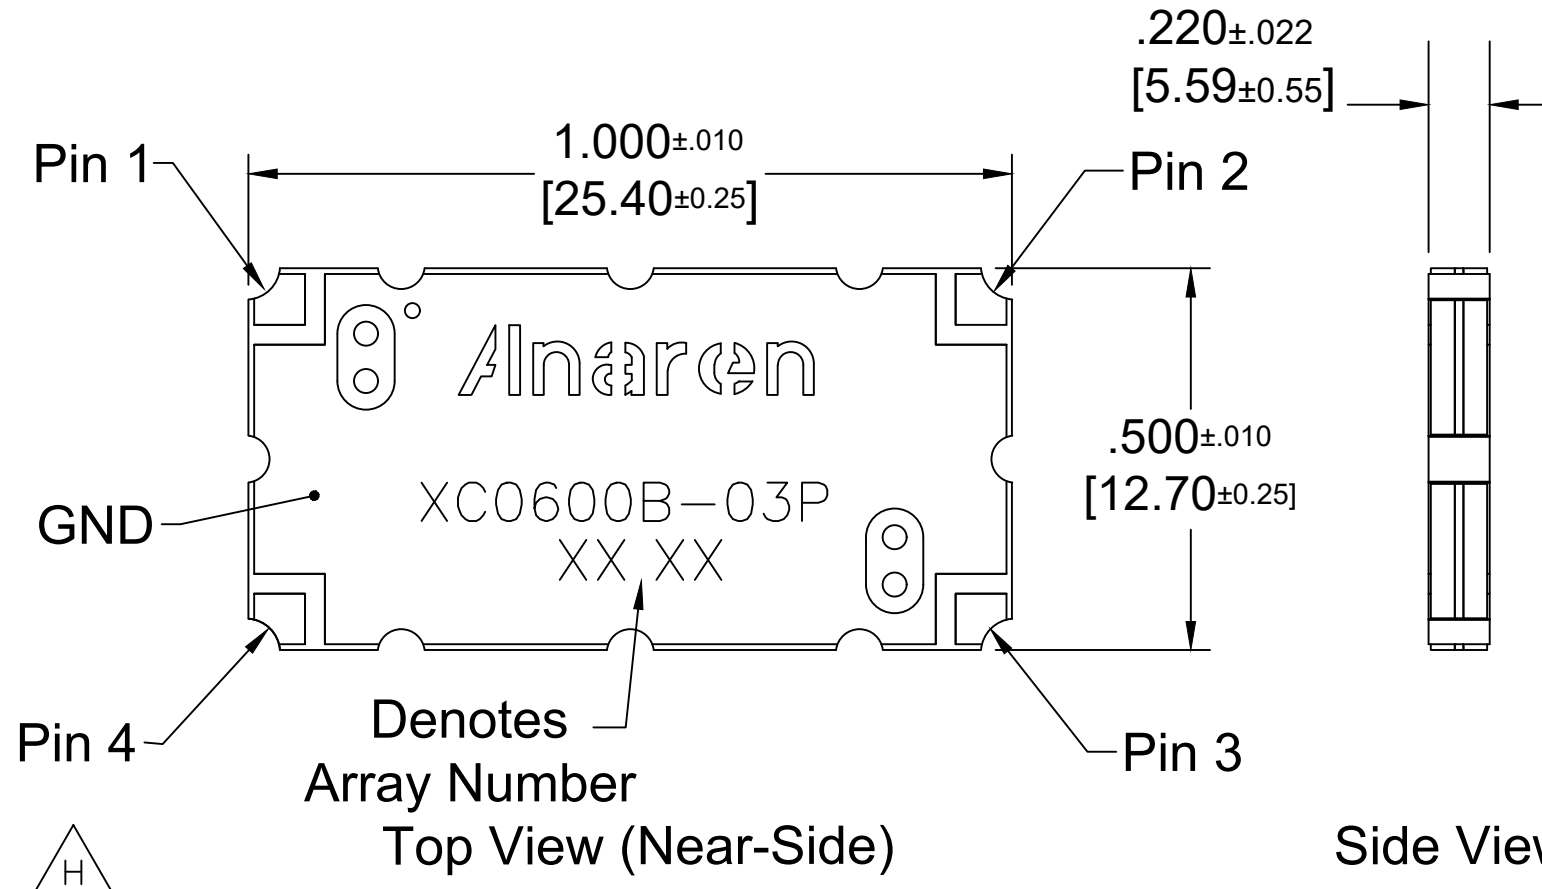 .220±.022
[5.59±0.55]
1.000±.010
[25.40±0.25]
Pin 1
Pin 2
Anaren
.500±.010
[12.70±0.25]
XC0600B-03P
XX XX
GND
Denotes
Array Number
Pin 4
Pin 3
Top View (Near-Side)
Side View
H